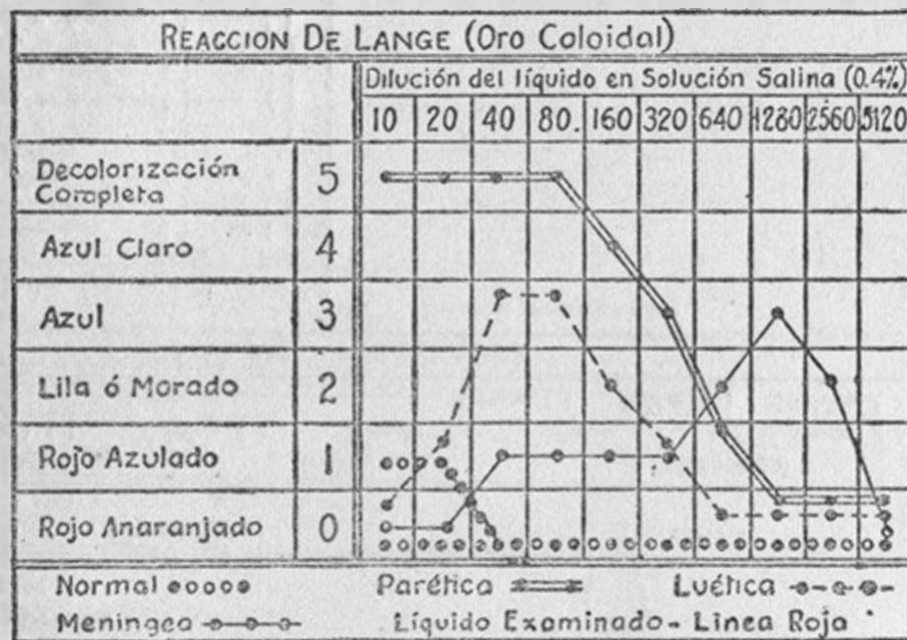 REACCION DE LANGE (Oro Coloidal)
Dilución del líquido en Solución Salina (0.4%)
10 20 40 80. 160 320 640 1280 2560 5120
Decolorización Completa 5
Azul Claro 4
Azul 3
Lila ó Morado 2
Rojo Azulado 1
Rojo Anaranjado 0
Normal Parética Luética
Meningea Líquido Examinado - Linea Roja